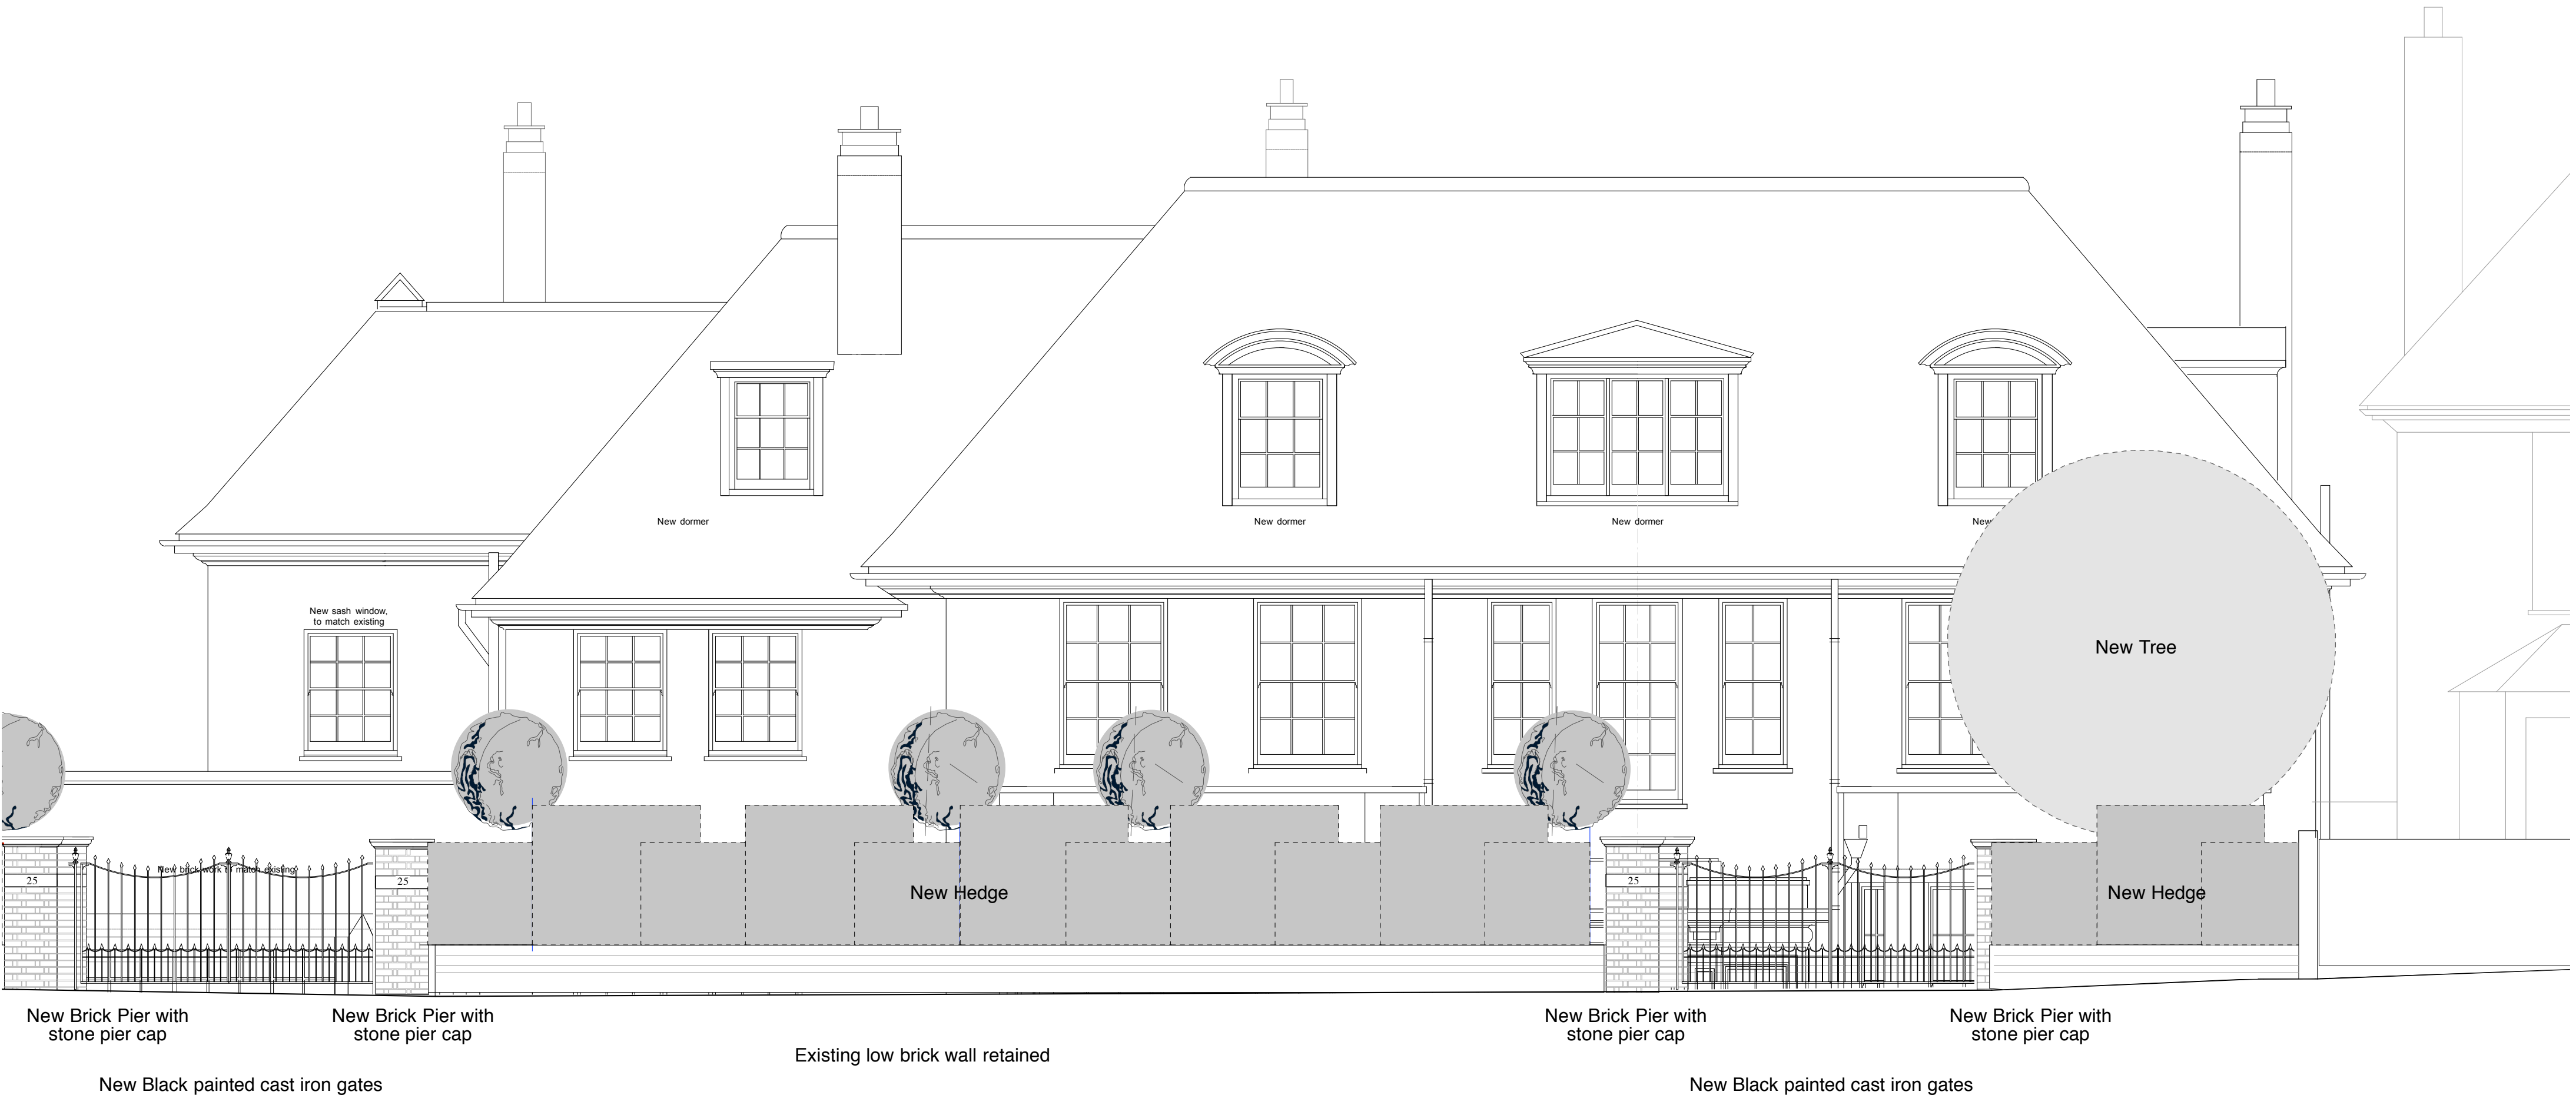 New dormer
New dormer
New dormer
New
New sash window,
to match existing
New Tree
New brick work to match existing
25
25
25
New Hedge
New Hedge
New Brick Pier with
stone pier cap
New Brick Pier with
stone pier cap
New Brick Pier with
stone pier cap
New Brick Pier with
stone pier cap
Existing low brick wall retained
New Black painted cast iron gates
New Black painted cast iron gates